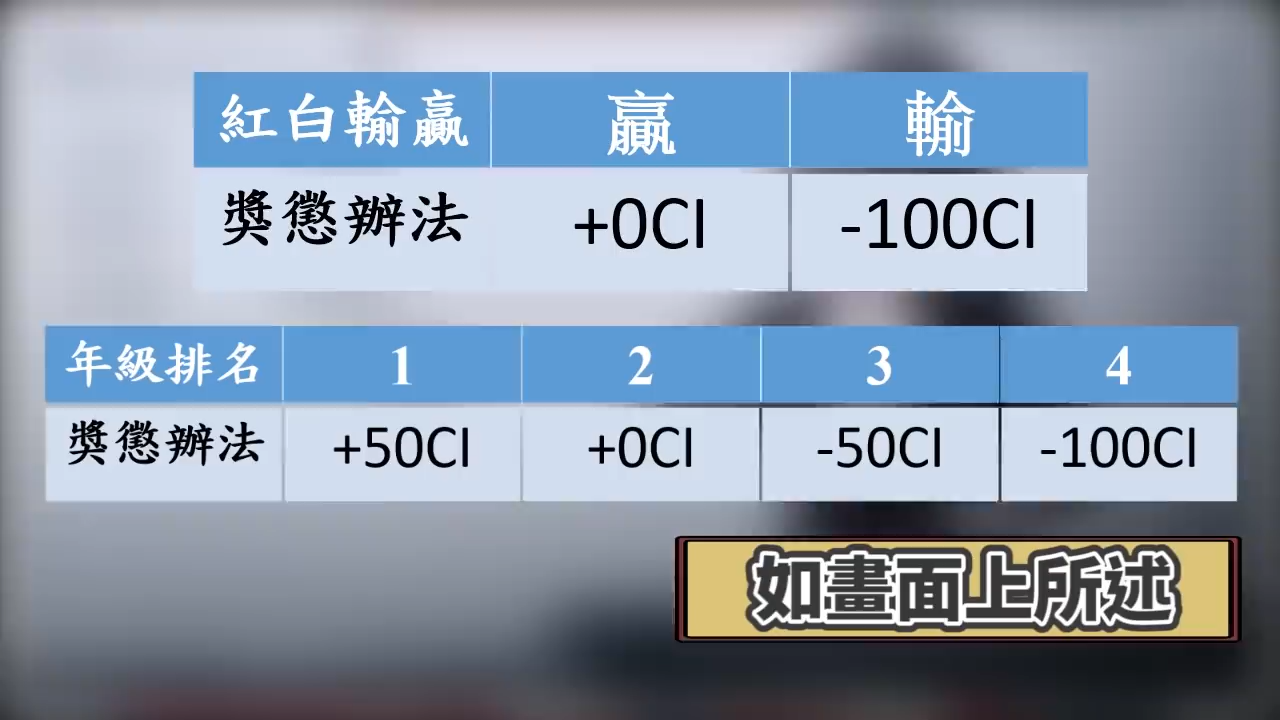 紅白輸贏 贏 輸
獎懲辦法 +0CI -100CI
年級排名 1 2 3 4
獎懲辦法 +50CI +0CI -50CI -100CI
如畫面上所述